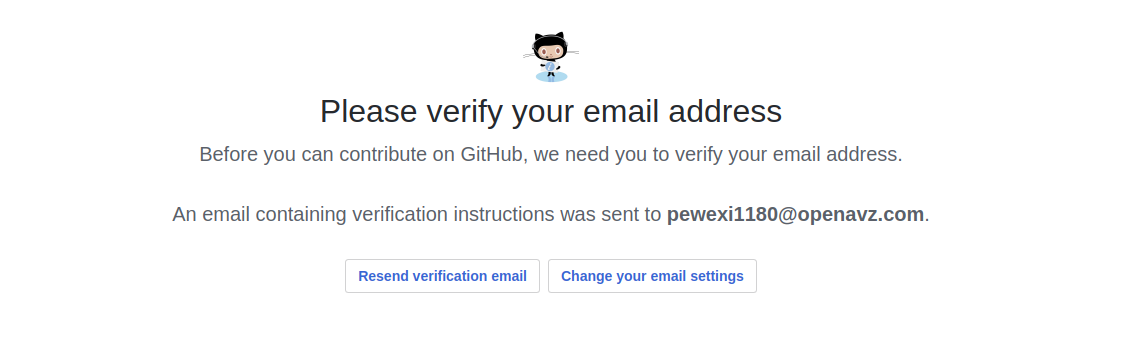 Please verify your email address
Before you can contribute on GitHub, we need you to verify your email address.
An email containing verification instructions was sent to pewexi1180@openavz.com.
Resend verification email
Change your email settings